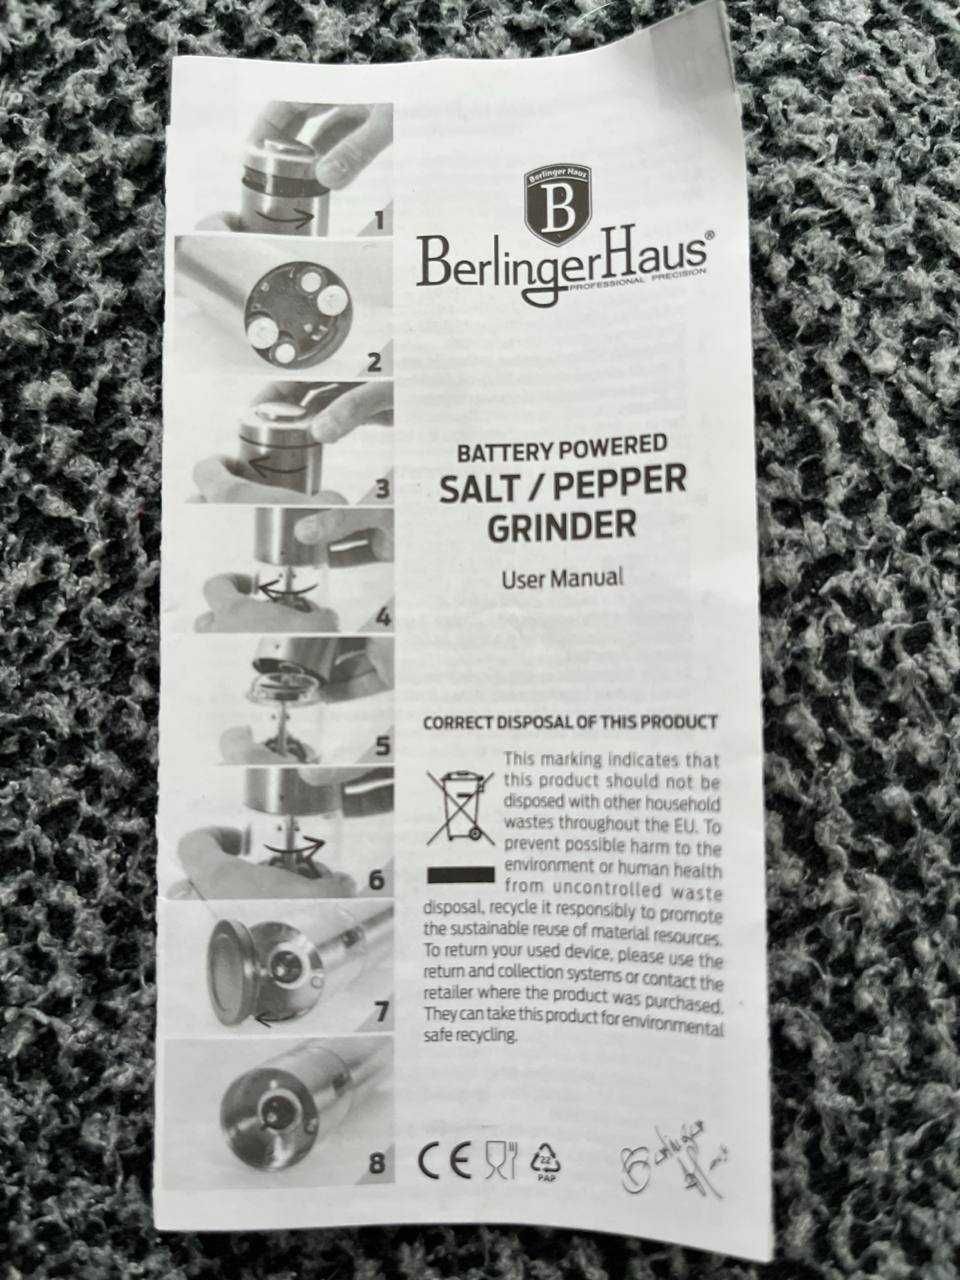 1
2
3
4
5
6
7
8
Berlinger Haus
B
BerlingerHaus®
PROFESSIONAL PRECISION
BATTERY POWERED
SALT / PEPPER
GRINDER
User Manual
CORRECT DISPOSAL OF THIS PRODUCT
This marking indicates that
this product should not be
disposed with other household
wastes throughout the EU. To
prevent possible harm to the
environment or human health
from uncontrolled waste
disposal, recycle it responsibly to promote
the sustainable reuse of material resources.
To return your used device, please use the
return and collection systems or contact the
retailer where the product was purchased.
They can take this product for environmental
safe recycling.
CE
22
PAP